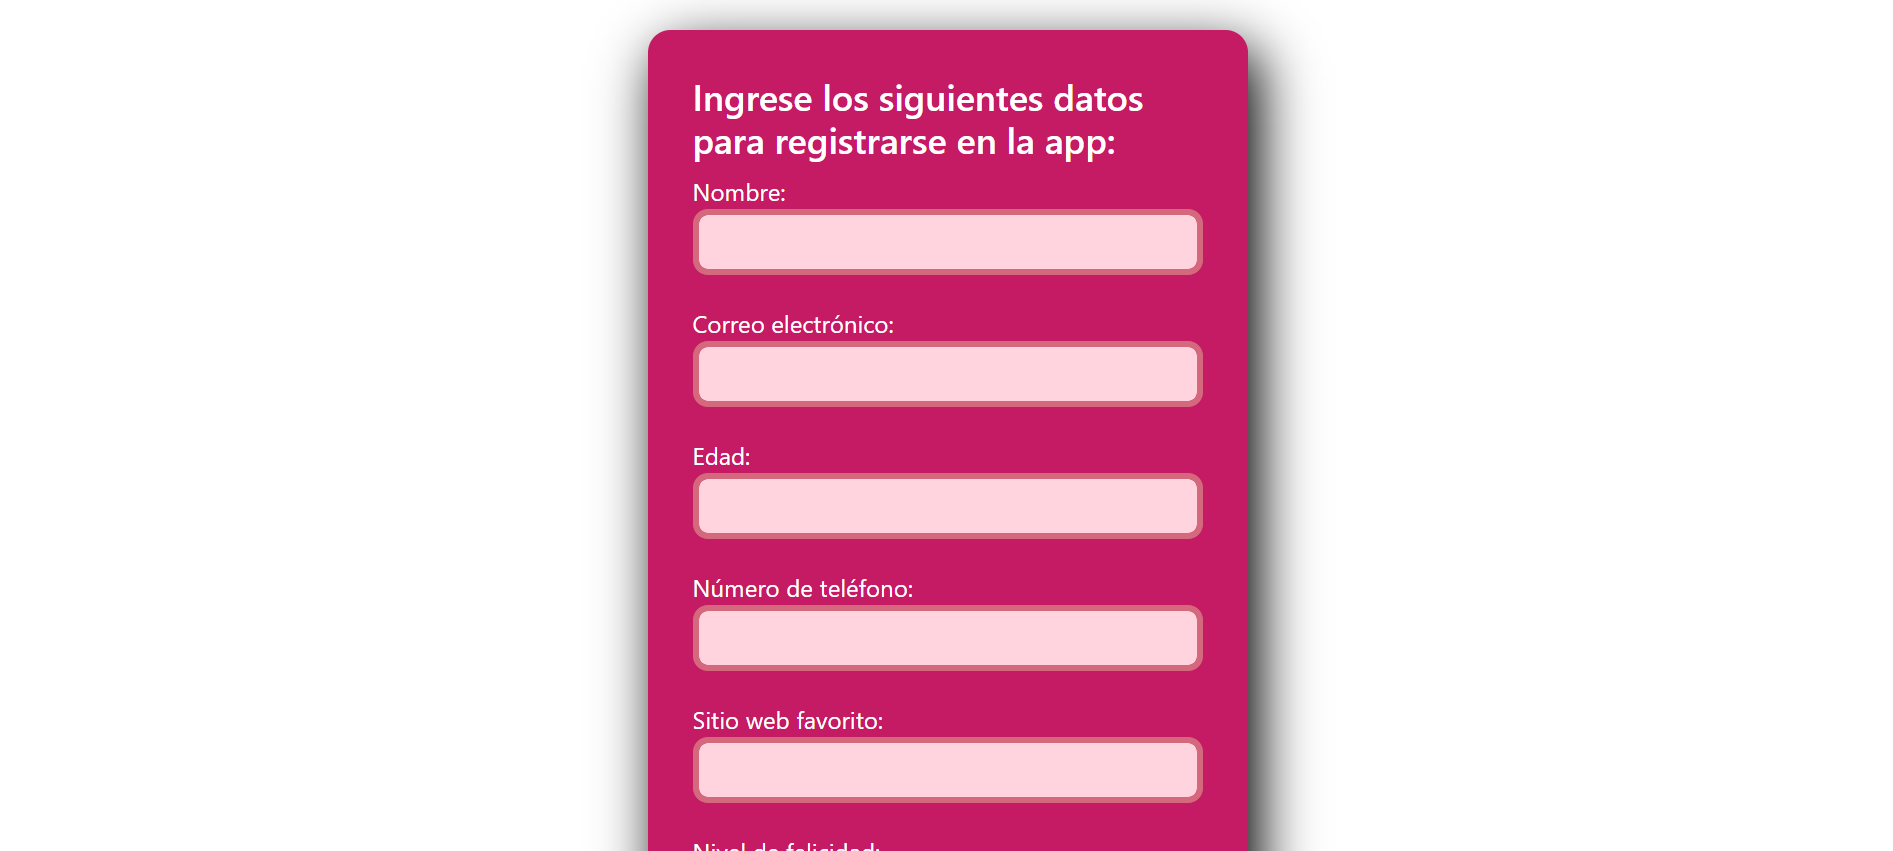 Ingrese los siguientes datos
para registrarse en la app:
Nombre:
Correo electrónico:
Edad:
Número de teléfono:
Sitio web favorito:
Nivel de felicidad: